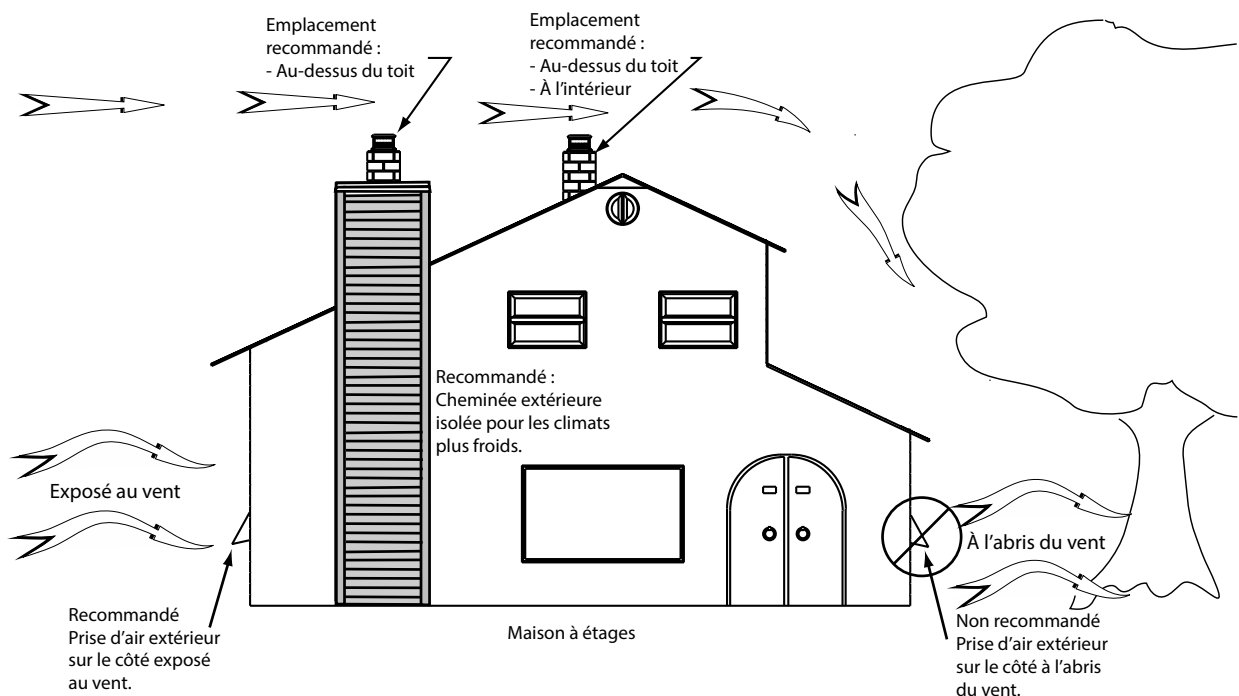 Emplacement
recommandé :
- Au-dessus du toit
Emplacement
recommandé :
- Au-dessus du toit
- À l'intérieur
Recommandé :
Cheminée extérieure
isolée pour les climats
plus froids.
Exposé au vent
À l'abris du vent
Recommandé
Prise d'air extérieur
sur le côté exposé
au vent.
Maison à étages
Non recommandé
Prise d'air extérieur
sur le côté à l'abris
du vent.